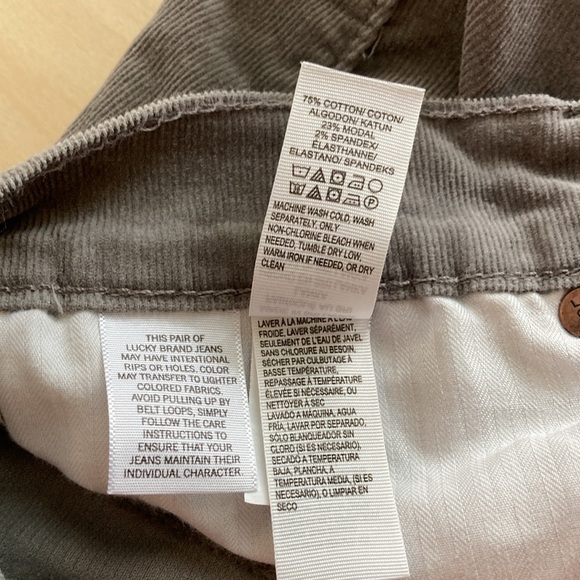 75% COTTON/ COTON/
ALGODON/ KATUN
23% MODAL
2% SPANDEX/
ELASTHANNE/
ELASTANO/ SPANDEKS
MACHINE WASH COLD, WASH
SEPARATELY, ONLY
NON-CHLORINE BLEACH WHEN
NEEDED, TUMBLE DRY LOW.
WARM IRON IF NEEDED, OR DRY
CLEAN
THIS PAIR OF
LUCKY BRAND JEANS
MAY HAVE INTENTIONAL
RIPS OR HOLES. COLOR
MAY TRANSFER TO LIGHTER
COLORED FABRICS.
AVOID PULLING UP BY
BELT LOOPS, SIMPLY
FOLLOW THE CARE
INSTRUCTIONS TO
ENSURE THAT YOUR
JEANS MAINTAIN THEIR
INDIVIDUAL CHARACTER.
LAVER À LA MACHINE À L'EAU
FROIDE, LAVER SÉPARÉMENT,
SEULEMENT DE L'EAU DE JAVEL
SANS CHLORURE AU BESOIN,
SÉCHER PAR CULBUTAGE À
BASSE TEMPÉRATURE,
REPASSAGE À TEMPÉRATURE
ÉLEVÉE SI NÉCESSAIRE, OU
NETTOYER À SEC
LAVADO A MÁQUINA, AGUA
FRÍA, LAVAR POR SEPARADO,
SÓLO BLANQUEADOR SIN
CLORO (SI ES NECESARIO),
SECADO A TEMPERATURA
BAJA, PLANCHA, A
TEMPERATURA MEDIA, (SI ES
NECESARIO), O LIMPIAR EN
SECO